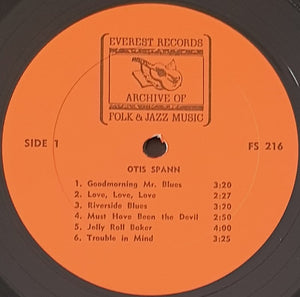 EVEREST RECORDS
ARCHIVE OF
FOLK & JAZZ MUSIC
SIDE 1
FS 216
OTIS SPANN
1. Goodmorning Mr. Blues 3:20
2. Love, Love, Love 2:27
3. Riverside Blues 3:20
4. Must Have Been the Devil 2:50
5. Jelly Roll Baker 4:00
6. Trouble in Mind 3:25